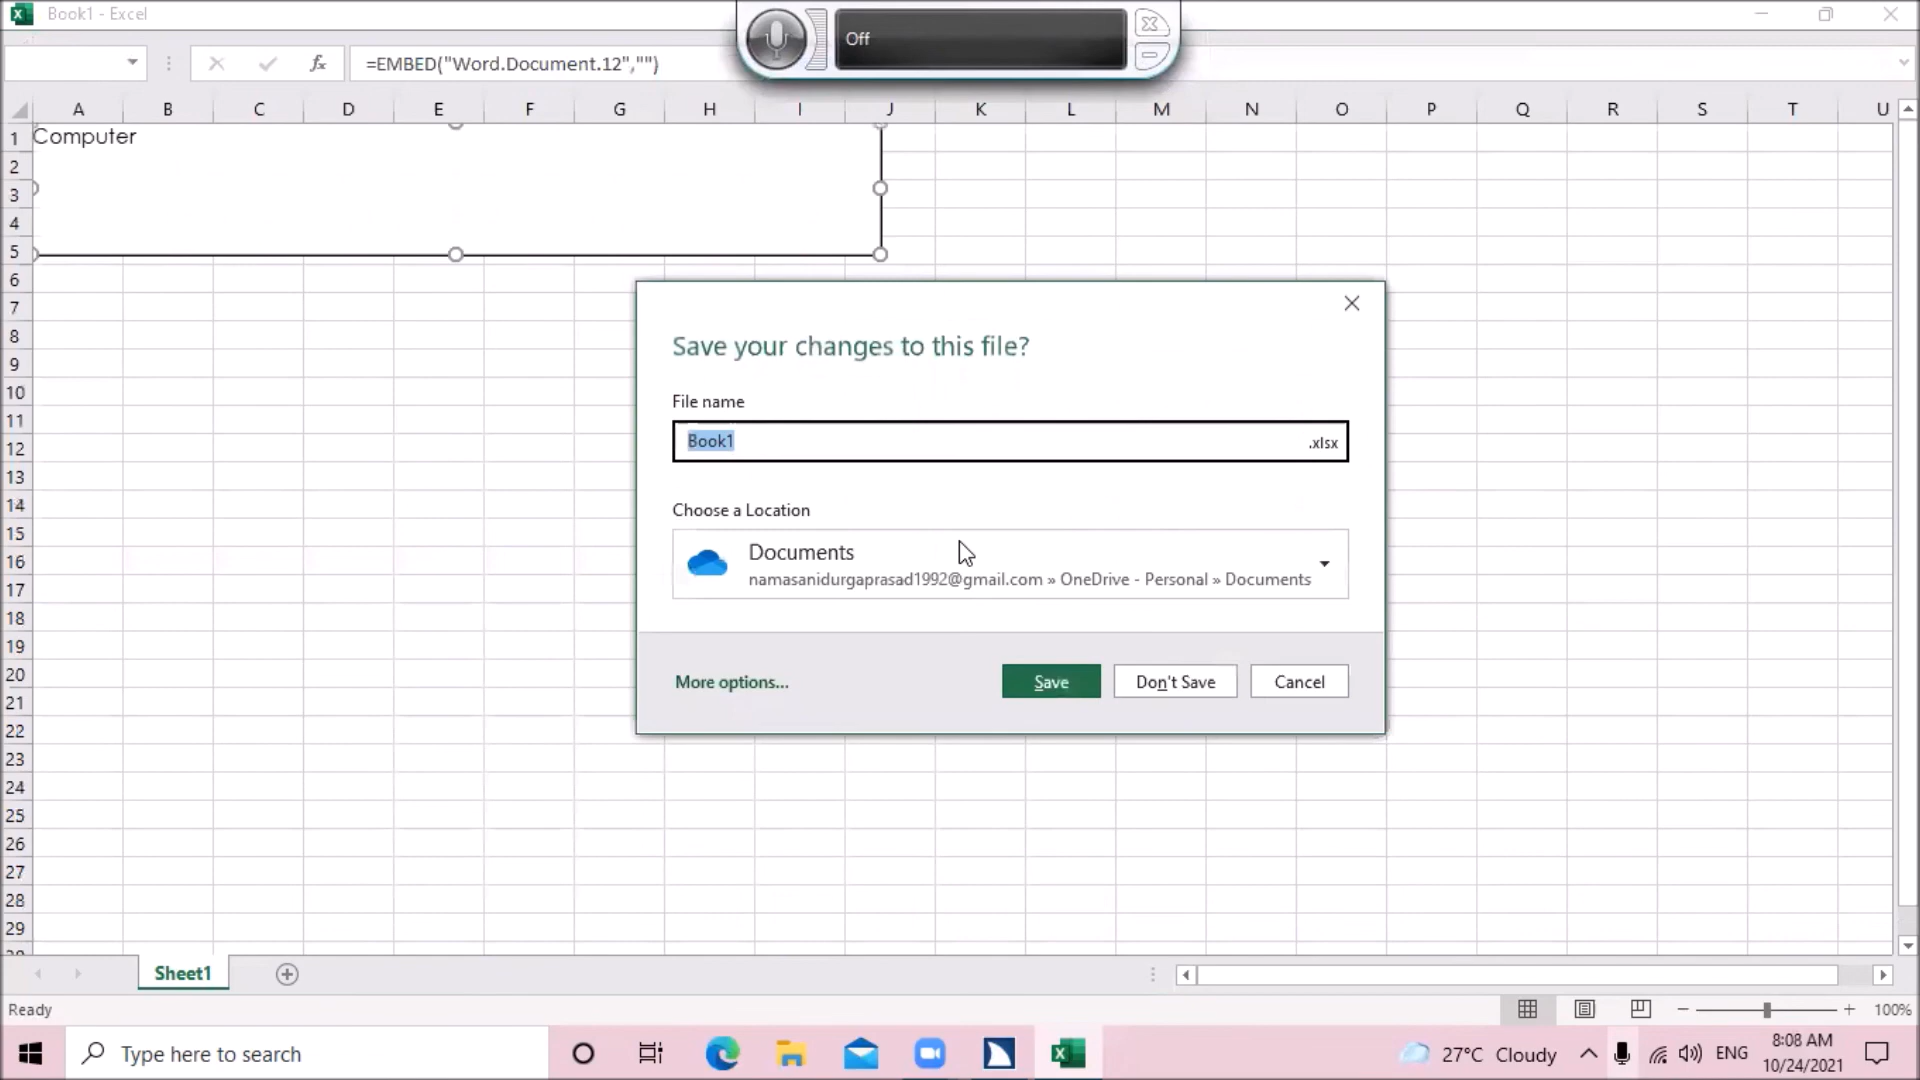 Book1 - Excel
Off
=EMBED("Word.Document.12","")
fx
A B C D E F G H I J K L M N O P Q R S T U
1
Computer
2
3
4
5
6
7
8
9
10
11
12
13
14
15
16
17
18
19
20
21
22
23
24
25
26
27
28
29
Save your changes to this file?
File name
Book1 .xlsx
Choose a Location
Documents
namasanidurgaprasad1992@gmail.com » OneDrive - Personal » Documents
More options... Save Don't Save Cancel
Sheet1
Ready 100%
Type here to search
27°C Cloudy ENG
8:08 AM
10/24/2021